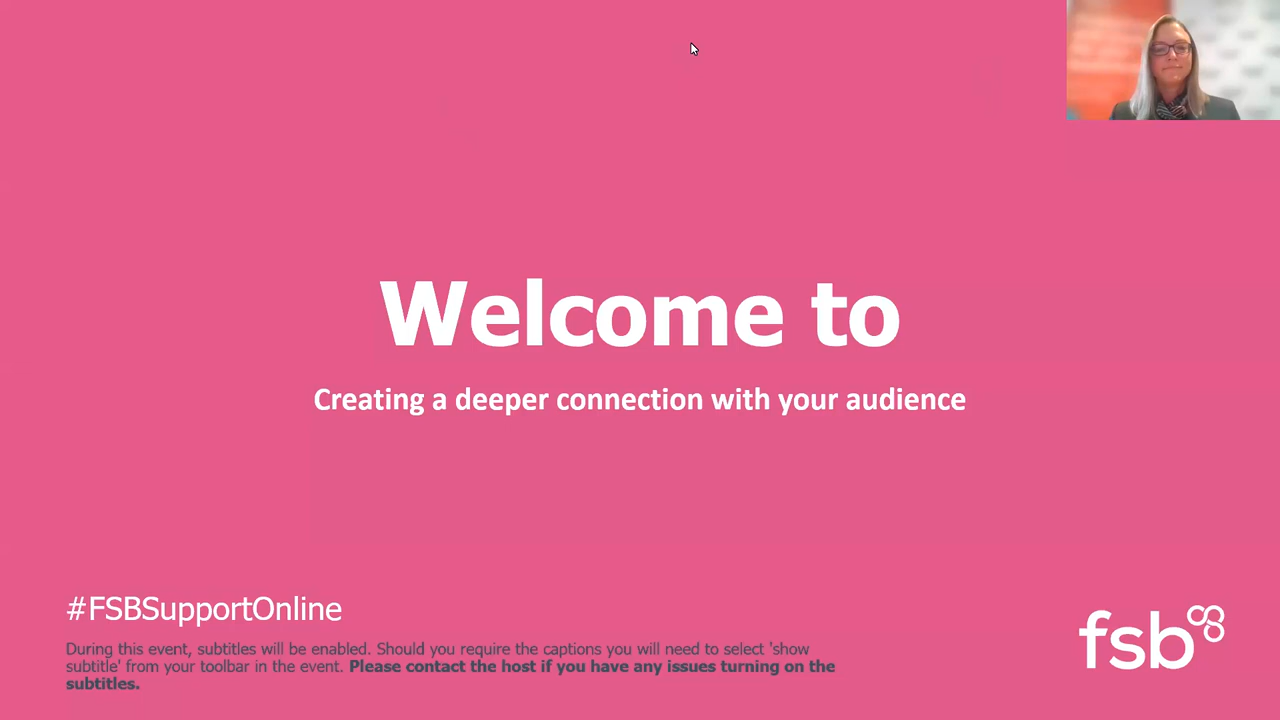 Welcome to
Creating a deeper connection with your audience
#FSBSupportOnline
During this event, subtitles will be enabled. Should you require the captions you will need to select 'show
subtitle' from your toolbar in the event. Please contact the host if you have any issues turning on the
subtitles.
fsb